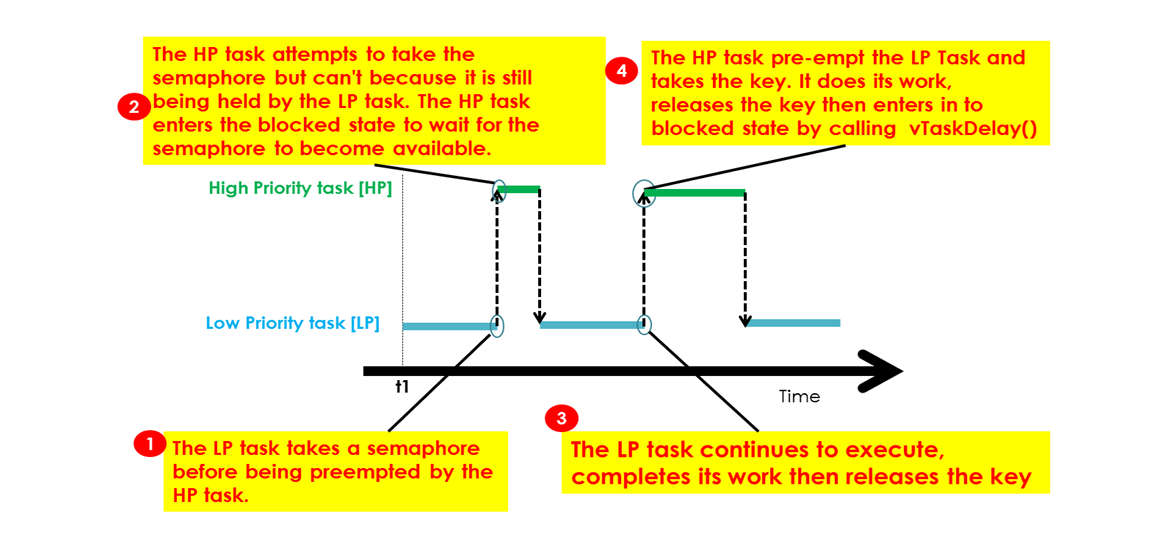 2
The HP task attempts to take the
semaphore but can't because it is still
being held by the LP task. The HP task
enters the blocked state to wait for the
semaphore to become available.
4
The HP task pre-empt the LP Task and
takes the key. It does its work,
releases the key then enters in to
blocked state by calling vTaskDelay()
High Priority task [HP]
Low Priority task [LP]
t1
Time
1
The LP task takes a semaphore
before being preempted by the
HP task.
3
The LP task continues to execute,
completes its work then releases the key